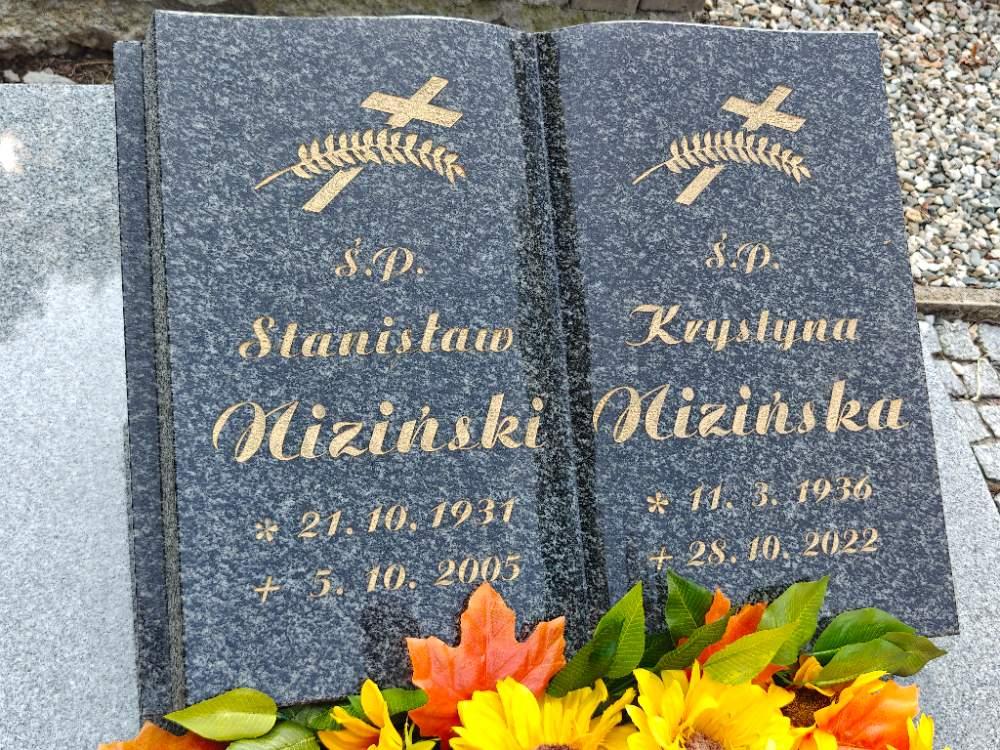 Ś.P.
Stanisław
Niziński
* 21. 10. 1931
+ 5. 10. 2005
Ś.P.
Krystyna
Nizińska
* 11. 3. 1936
+ 28. 10. 2022